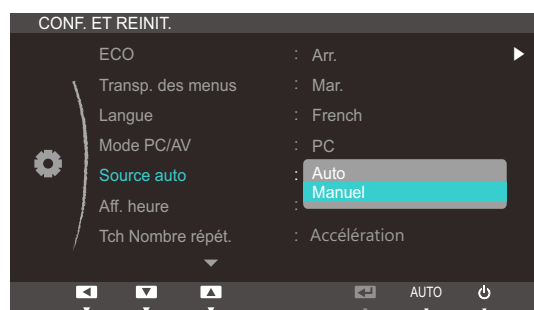 CONF. ET REINIT.
ECO : Arr.
Transp. des menus : Mar.
Langue : French
Mode PC/AV : PC
Source auto : Auto
Manuel
Aff. heure :
Tch Nombre répét. : Accélération
AUTO